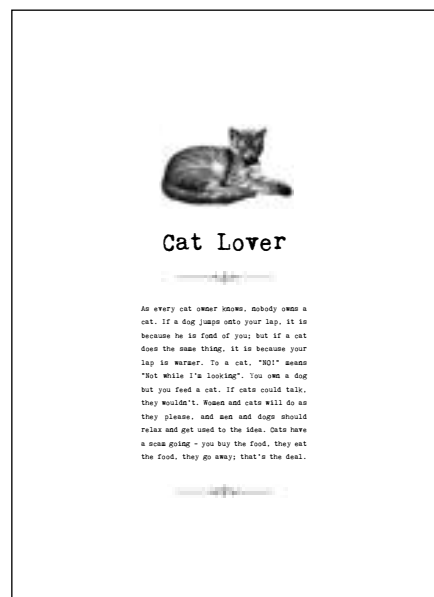 Cat Lover
As every cat owner knows, nobody owns a
cat. If a dog jumps onto your lap, it is
because he is fond of you; but if a cat
does the same thing, it is because your
lap is warmer. To a cat, "NO!" means
"Not while I'm looking". You own a dog
but you feed a cat. If cats could talk,
they wouldn't. Women and cats will do as
they please, and men and dogs should
relax and get used to the idea. Cats have
a scam going - you buy the food, they eat
the food, they go away; that's the deal.